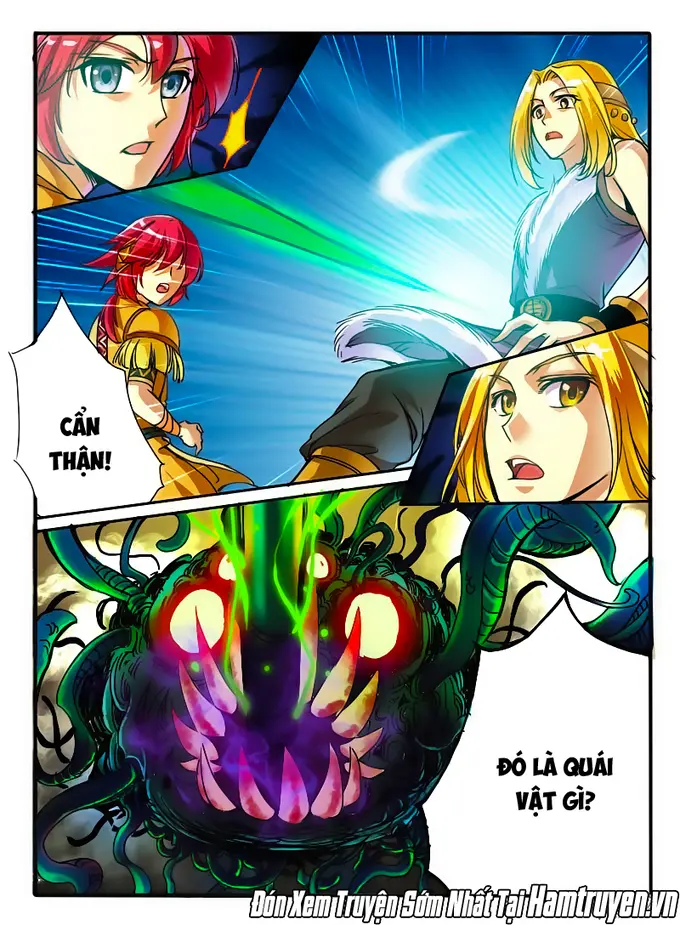 CẨN
THẬN!
ĐÓ LÀ QUÁI
VẬT GÌ?
Đón Xem Truyện Sớm Nhất Tại Hamtruyen.vn